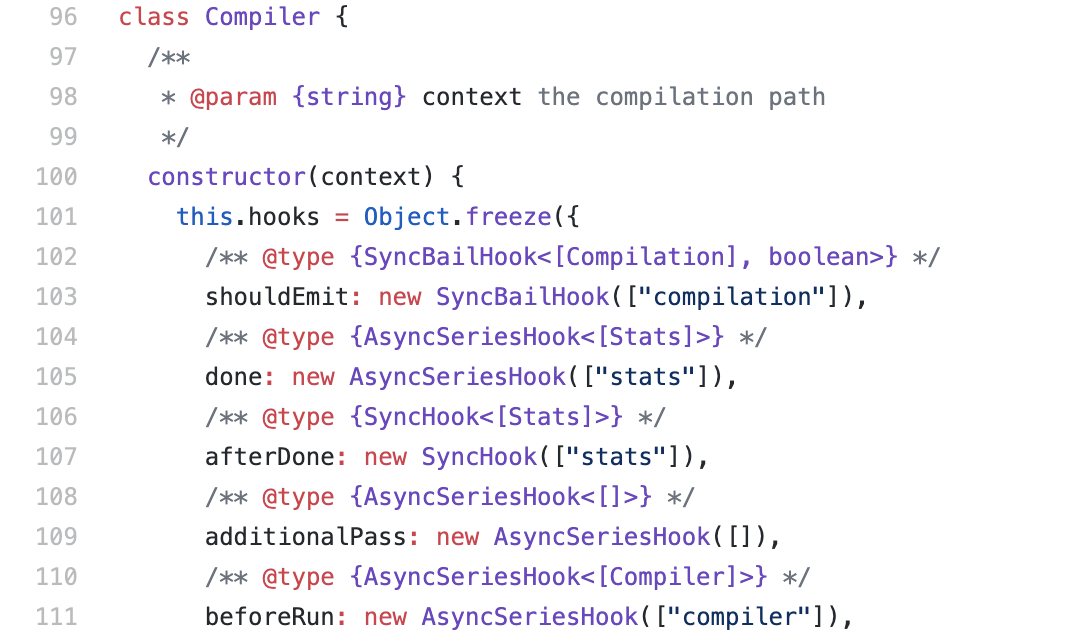 96 class Compiler {
97 /**
98 * @param {string} context the compilation path
99 */
100 constructor(context) {
101 this.hooks = Object.freeze({
102 /** @type {SyncBailHook<[Compilation], boolean>} */
103 shouldEmit: new SyncBailHook(["compilation"]),
104 /** @type {AsyncSeriesHook<[Stats]>} */
105 done: new AsyncSeriesHook(["stats"]),
106 /** @type {SyncHook<[Stats]>} */
107 afterDone: new SyncHook(["stats"]),
108 /** @type {AsyncSeriesHook<[]>} */
109 additionalPass: new AsyncSeriesHook([]),
110 /** @type {AsyncSeriesHook<[Compiler]>} */
111 beforeRun: new AsyncSeriesHook(["compiler"]),